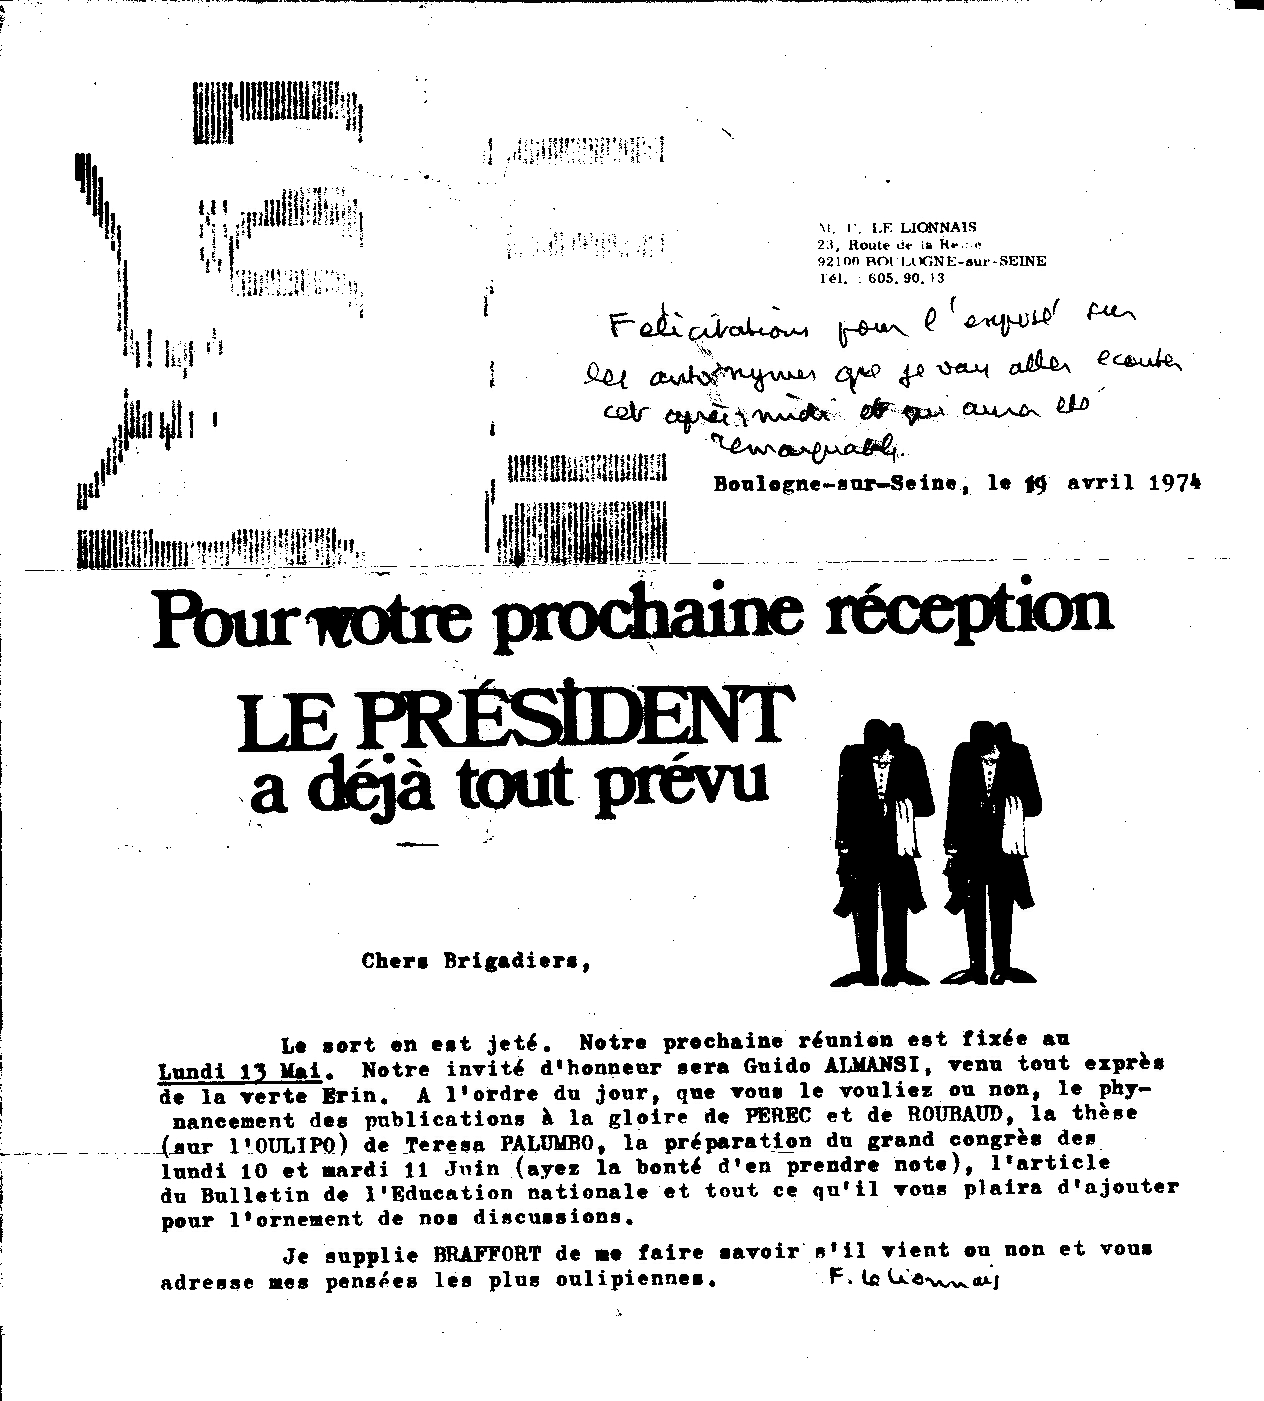 M. F. LE LIONNAIS
23, Route de la Reine
92100 BOULOGNE-sur-SEINE
Tél. : 605.90.13
Félicitations pour l'exposé sur
les antonymes que je vais aller écouter
cet après-midi et qui aura été
remarquable.
Boulogne-sur-Seine, le 19 avril 1974
Pour votre prochaine réception
LE PRÉSIDENT
a déjà tout prévu
Chers Brigadiers,
Le sort en est jeté. Notre prochaine réunion est fixée au
Lundi 13 Mai. Notre invité d'honneur sera Guido ALMANSI, venu tout exprès
de la verte Erin. A l'ordre du jour, que vous le vouliez ou non, le phy-
nancement des publications à la gloire de PEREC et de ROUBAUD, la thèse
(sur l'OULIPO) de Teresa PALUMBO, la préparation du grand congrès des
lundi 10 et mardi 11 Juin (ayez la bonté d'en prendre note), l'article
du Bulletin de l'Education nationale et tout ce qu'il vous plaira d'ajouter
pour l'ornement de nos discussions.
Je supplie BRAFFORT de me faire savoir s'il vient ou non et vous
adresse mes pensées les plus oulipiennes.
F. Le Lionnais